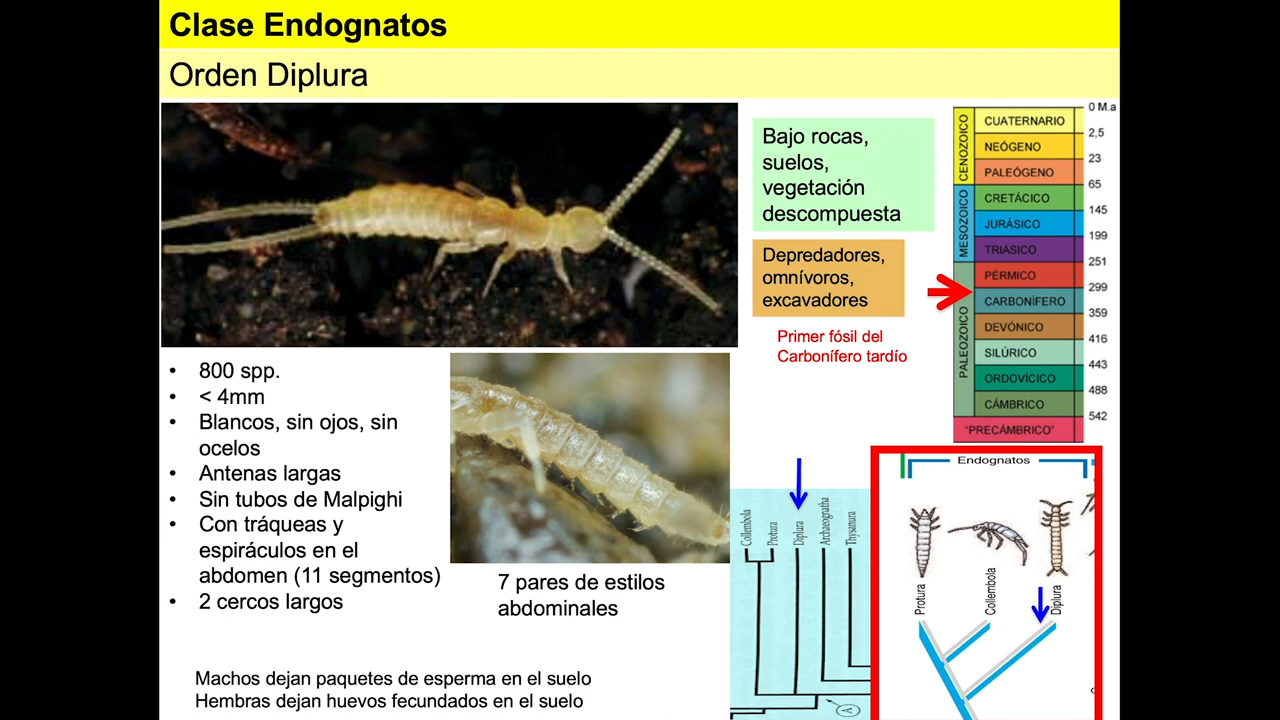 Clase Endognatos
Orden Diplura
Bajo rocas,
suelos,
vegetación
descompuesta
Depredadores,
omnívoros,
excavadores
Primer fósil del
Carbonífero tardío
0 M.a
CENOZOICO
CUATERNARIO
2,5
NEÓGENO
23
PALEÓGENO
65
MESOZOICO
CRETÁCICO
145
JURÁSICO
199
TRIÁSICO
251
PALEOZOICO
PÉRMICO
299
CARBONÍFERO
359
DEVÓNICO
416
SILÚRICO
443
ORDOVÍCICO
488
CÁMBRICO
542
"PRECÁMBRICO"
• 800 spp.
• < 4mm
• Blancos, sin ojos, sin
ocelos
• Antenas largas
• Sin tubos de Malpighi
• Con tráqueas y
espiráculos en el
abdomen (11 segmentos)
• 2 cercos largos
7 pares de estilos
abdominales
Collembola
Protura
Diplura
Archaeognatha
Thysanura
A
Endognatos
Protura
Collembola
Diplura
Machos dejan paquetes de esperma en el suelo
Hembras dejan huevos fecundados en el suelo